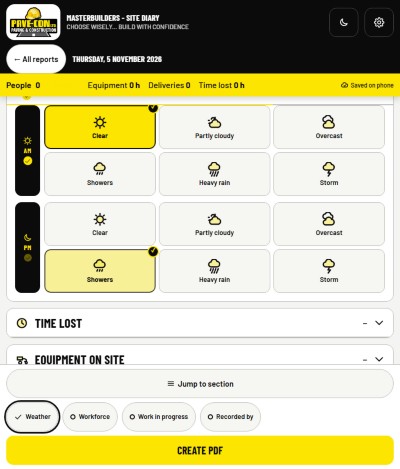 PAVE-CON LTD
PAVING & CONSTRUCTION
MASTERBUILDERS - SITE DIARY
CHOOSE WISELY... BUILD WITH CONFIDENCE
← All reports
THURSDAY, 5 NOVEMBER 2026
People 0 Equipment 0 h Deliveries 0 Time lost 0 h Saved on phone
AM
Clear Partly cloudy Overcast
Showers Heavy rain Storm
PM
Clear Partly cloudy Overcast
Showers Heavy rain Storm
TIME LOST –
EQUIPMENT ON SITE –
Jump to section
Weather Workforce Work in progress Recorded by
CREATE PDF